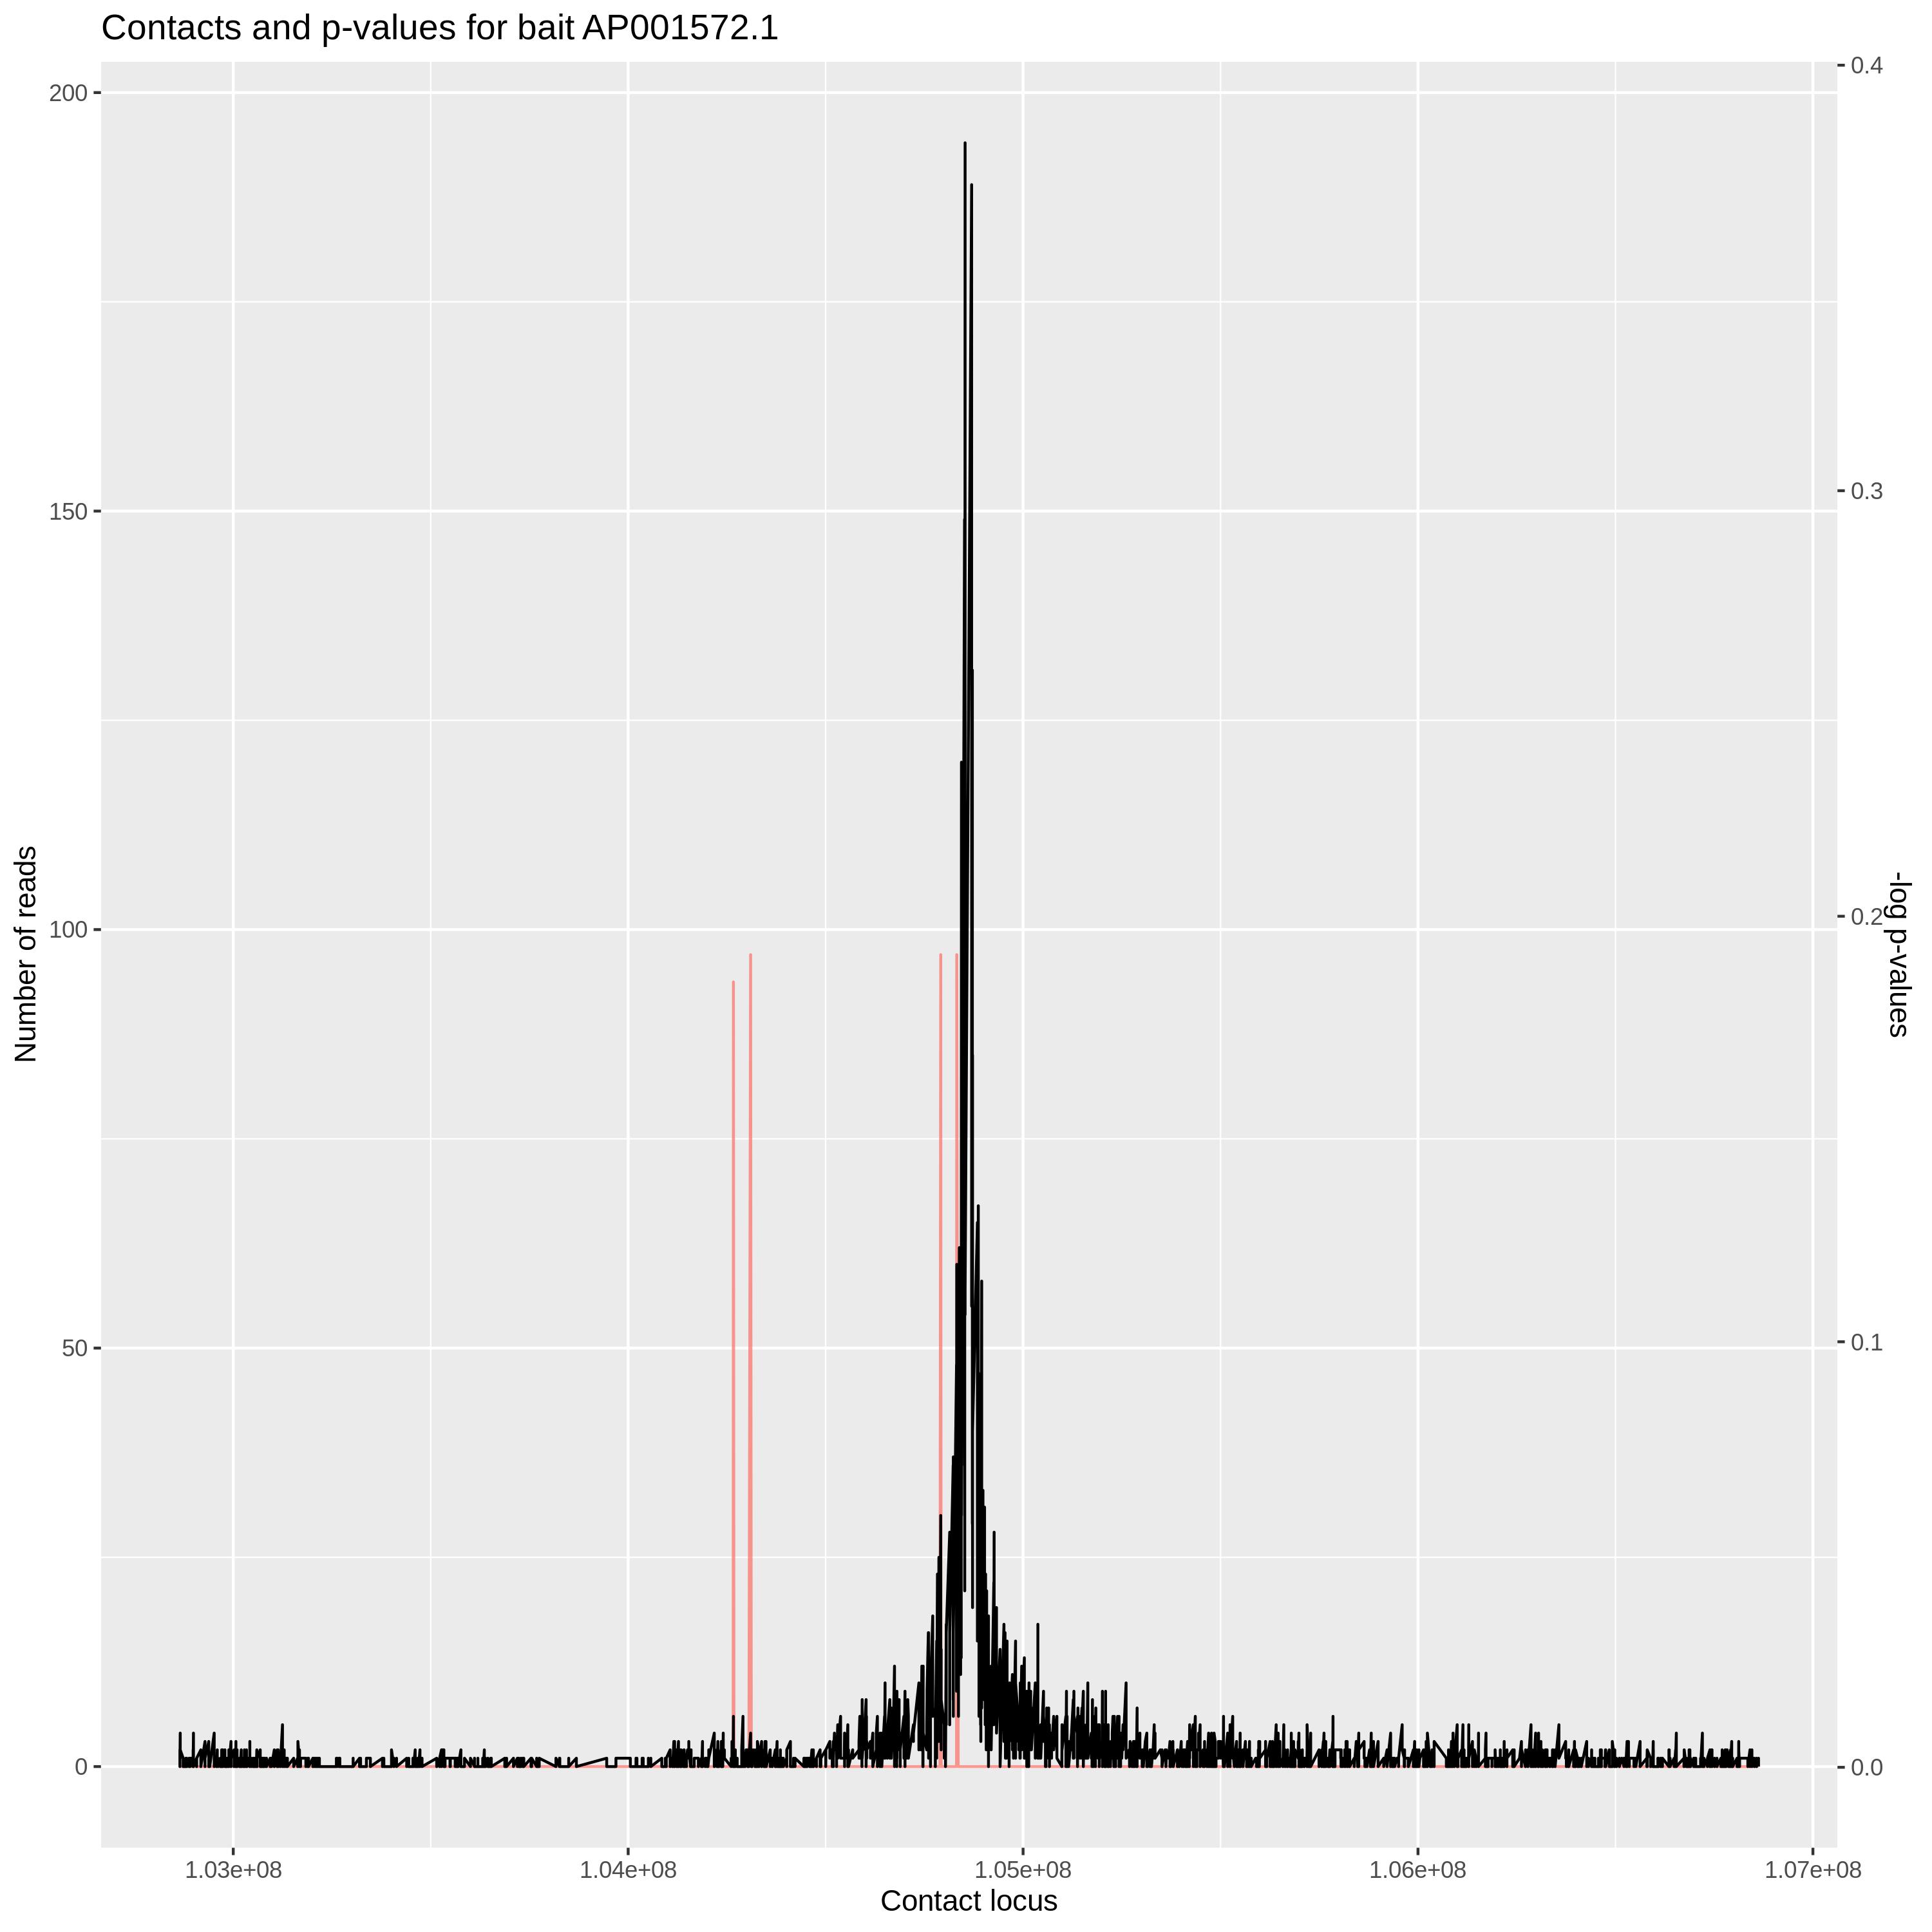 Contacts and p-values for bait AP001572.1
200
150
100
50
0
Number of reads
0.4
0.3
0.2
0.1
0.0
-log p-values
1.03e+08
1.04e+08
1.05e+08
1.06e+08
1.07e+08
Contact locus